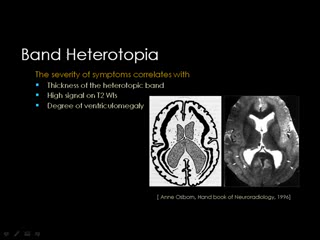 Band Heterotopia
The severity of symptoms correlates with
Thickness of the heterotopic band
High signal on T2 WIs
Degree of ventriculomegaly
[ Anne Osborn, Hand book of Neuroradiology, 1996]